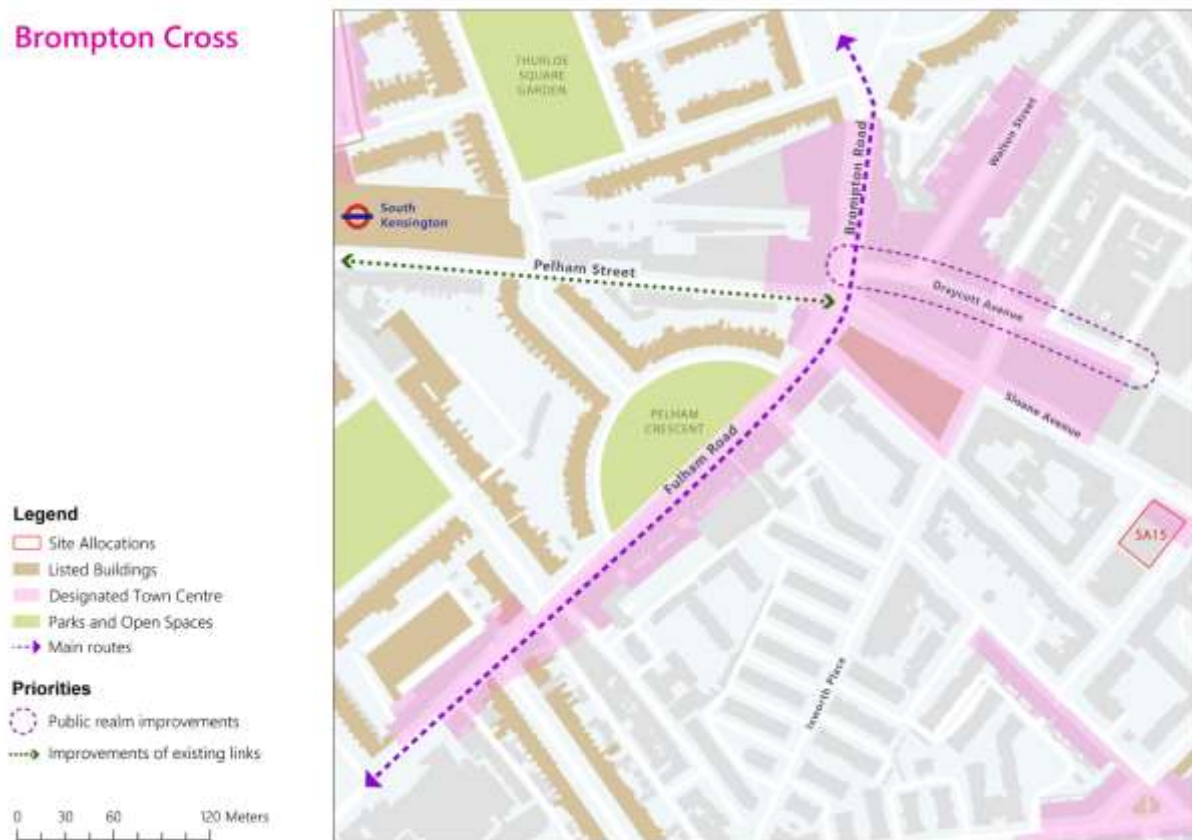 Brompton Cross
Legend
Site Allocations
Listed Buildings
Designated Town Centre
Parks and Open Spaces
Main routes
Priorities
Public realm improvements
Improvements of existing links
0 30 60 120 Meters
THURLOE
SQUARE
GARDEN
South
Kensington
Pelham Street
Brompton Road
Walton Street
Draycott Avenue
Sloane Avenue
PELHAM
CRESCENT
Fulham Road
SA15
Ixworth Place